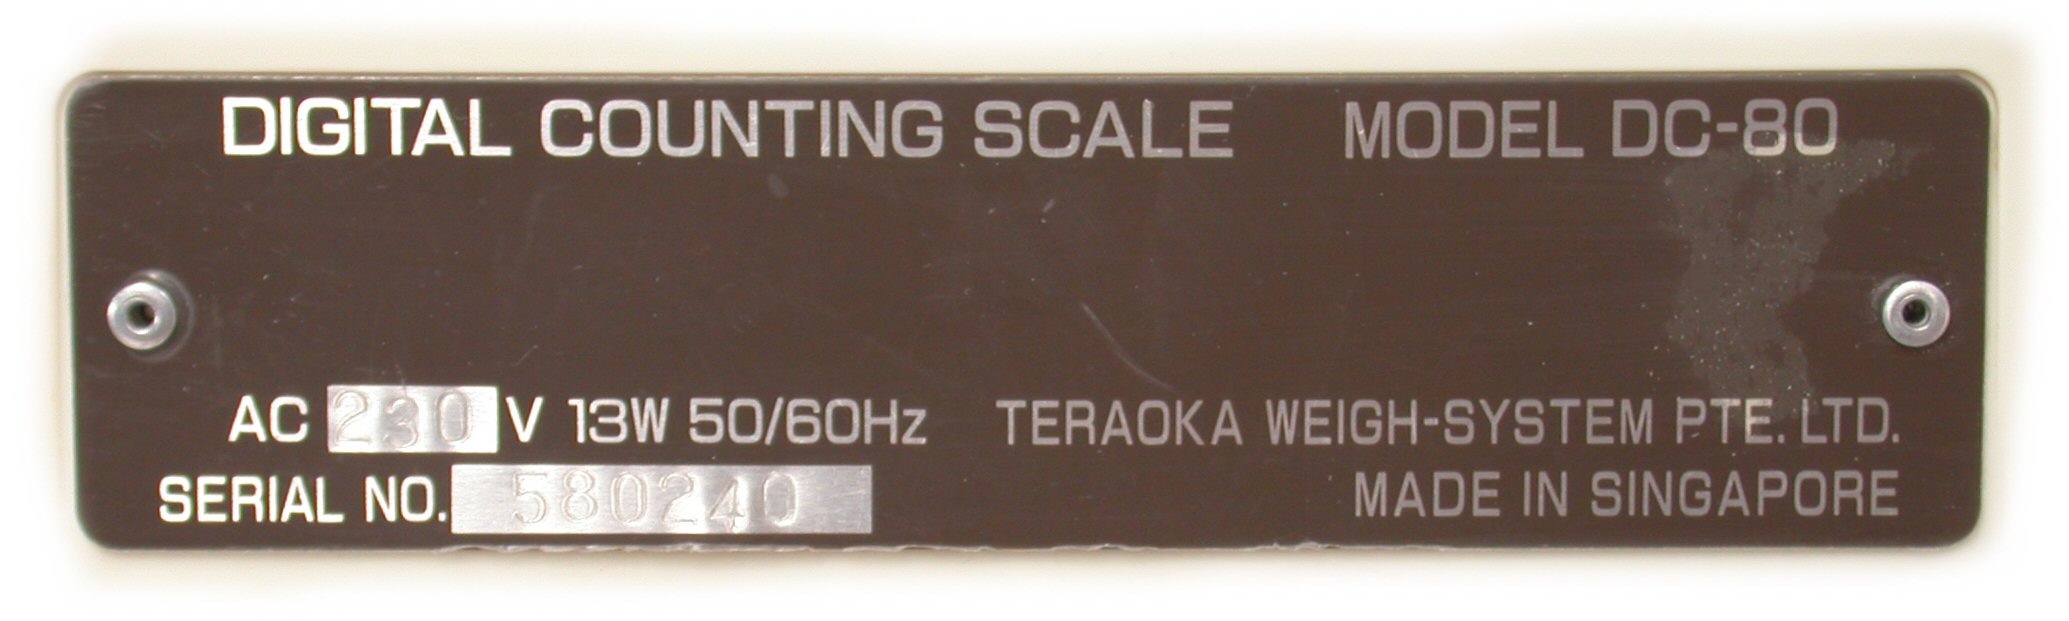 DIGITAL COUNTING SCALE MODEL DC-80
AC 230 V 13W 50/60Hz TERAOKA WEIGH-SYSTEM PTE. LTD.
SERIAL NO. 580240 MADE IN SINGAPORE